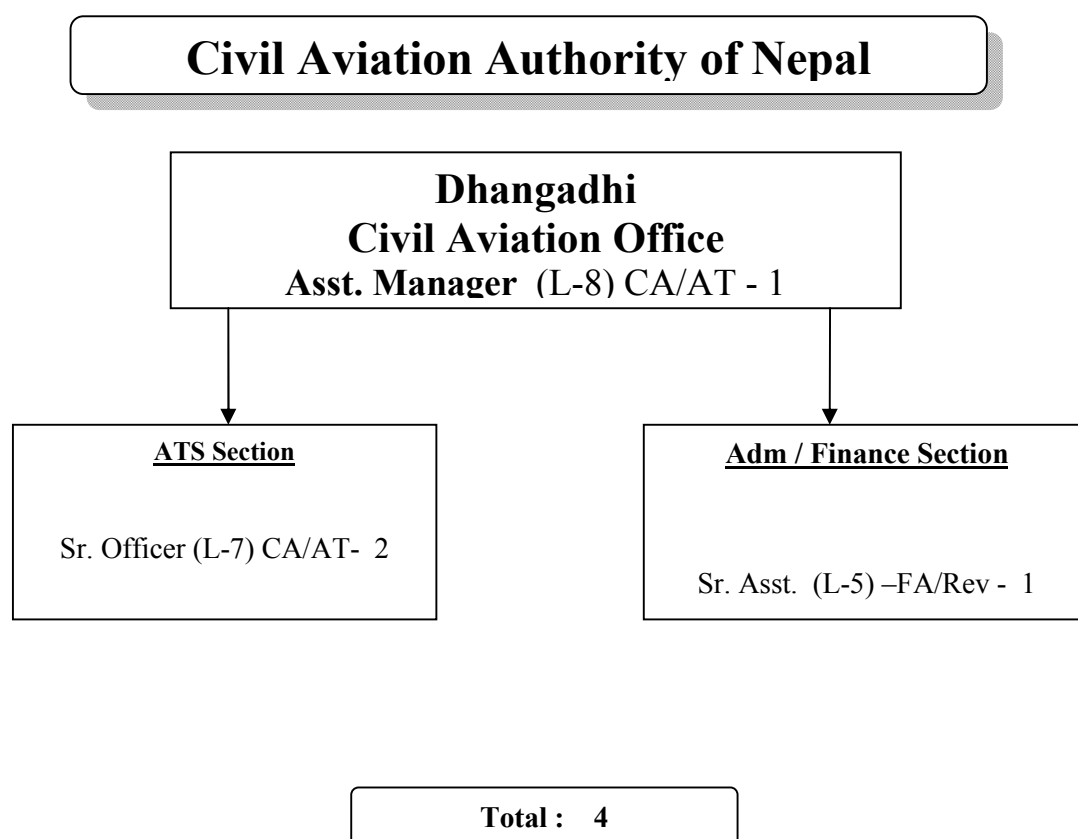 Civil Aviation Authority of Nepal
Dhangadhi
Civil Aviation Office
Asst. Manager (L-8) CA/AT - 1
ATS Section
Sr. Officer (L-7) CA/AT- 2
Adm / Finance Section
Sr. Asst. (L-5) –FA/Rev - 1
Total : 4